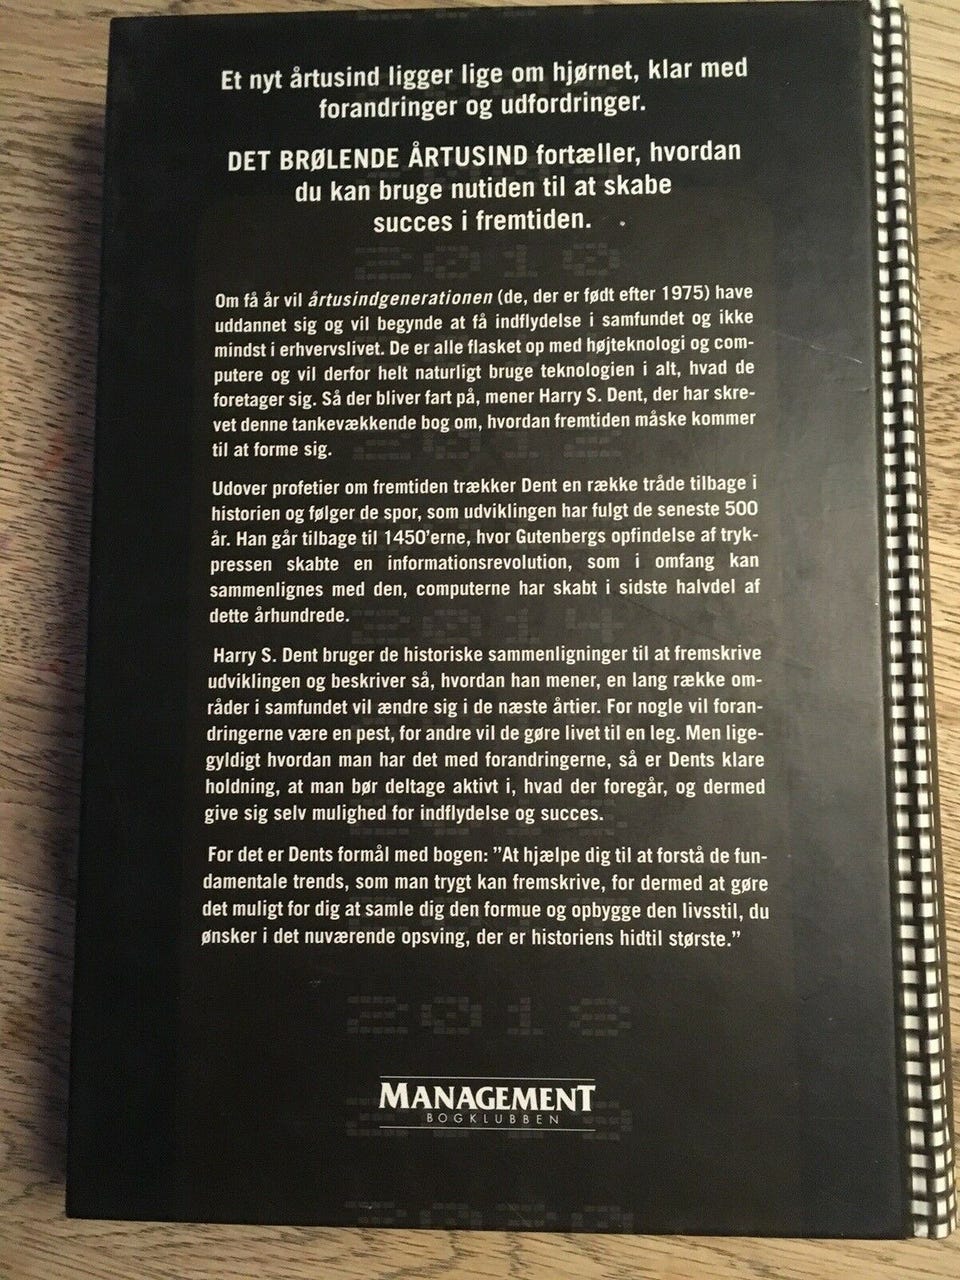 Et nyt årtusind ligger lige om hjørnet, klar med
forandringer og udfordringer.
DET BRØLENDE ÅRTUSIND fortæller, hvordan
du kan bruge nutiden til at skabe
succes i fremtiden.
2010
Om få år vil årtusindgenerationen (de, der er født efter 1975) have
uddannet sig og vil begynde at få indflydelse i samfundet og ikke
mindst i erhvervslivet. De er alle flasket op med højteknologi og com-
putere og vil derfor helt naturligt bruge teknologien i alt, hvad de
foretager sig. Så der bliver fart på, mener Harry S. Dent, der har skre-
vet denne tankevækkende bog om, hvordan fremtiden måske kommer
2012
til at forme sig.
Udover profetier om fremtiden trækker Dent en række tråde tilbage i
historien og følger de spor, som udviklingen har fulgt de seneste 500
år. Han går tilbage til 1450'erne, hvor Gutenbergs opfindelse af tryk-
pressen skabte en informationsrevolution, som i omfang kan
sammenlignes med den, computerne har skabt i sidste halvdel af
dette århundrede.
2014
Harry S. Dent bruger de historiske sammenligninger til at fremskrive
udviklingen og beskriver så, hvordan han mener, en lang række om-
råder i samfundet vil ændre sig i de næste årtier. For nogle vil foran-
dringerne være en pest, for andre vil de gøre livet til en leg. Men lige-
gyldigt hvordan man har det med forandringerne, så er Dents klare
holdning, at man bør deltage aktivt i, hvad der foregår, og dermed
give sig selv mulighed for indflydelse og succes.
For det er Dents formål med bogen: ”At hjælpe dig til at forstå de fun-
damentale trends, som man trygt kan fremskrive, for dermed at gøre
det muligt for dig at samle dig den formue og opbygge den livsstil, du
ønsker i det nuværende opsving, der er historiens hidtil største.”
2018
MANAGEMENT
BOGKLUBBEN
2020